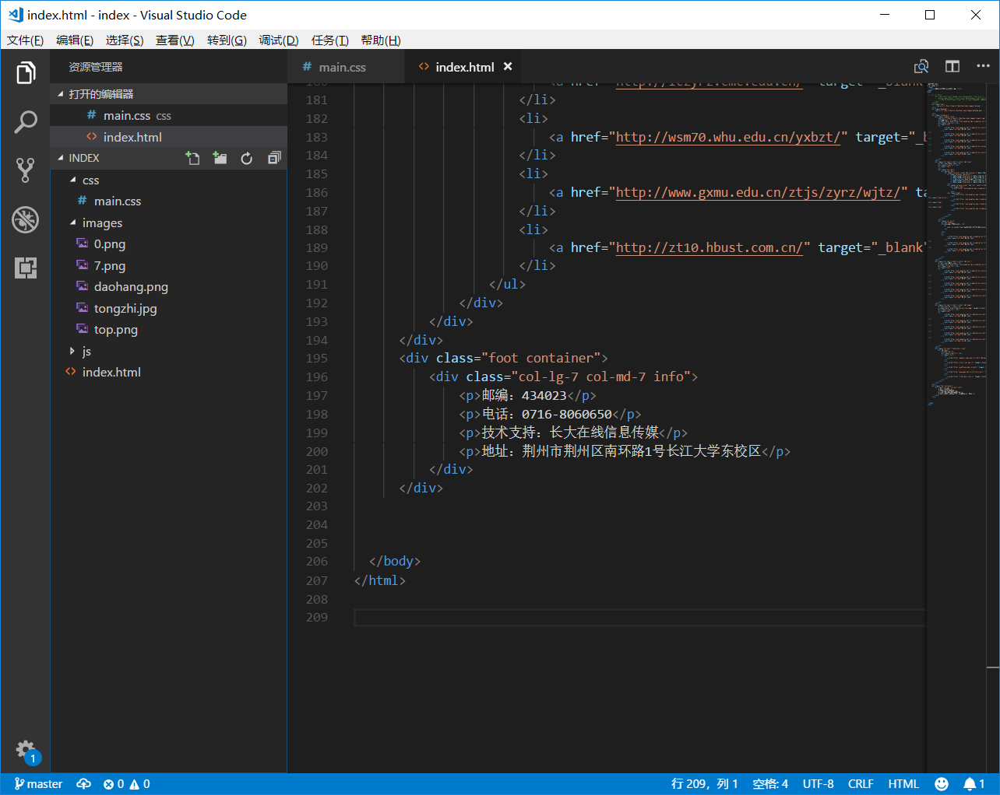 index.html - index - Visual Studio Code
文件(F) 编辑(E) 选择(S) 查看(V) 转到(G) 调试(D) 任务(T) 帮助(H)
资源管理器
# main.css
<> index.html ×
打开的编辑器
# main.css css
<> index.html
INDEX
css
# main.css
images
0.png
7.png
daohang.png
tongzhi.jpg
top.png
js
<> index.html
181 </li>
182 <li>
183 <a href="http://wsm70.whu.edu.cn/yxbzt/" target="_b
184 </li>
185 <li>
186 <a href="http://www.gxmu.edu.cn/ztjs/zyrz/wjtz/" ta
187 </li>
188 <li>
189 <a href="http://zt10.hbust.com.cn/" target="_blank"
190 </li>
191 </ul>
192 </div>
193 </div>
194 </div>
195 <div class="foot container">
196 <div class="col-lg-7 col-md-7 info">
197 <p>邮编：434023</p>
198 <p>电话：0716-8060650</p>
199 <p>技术支持：长大在线信息传媒</p>
200 <p>地址：荆州市荆州区南环路1号长江大学东校区</p>
201 </div>
202 </div>
203
204
205
206 </body>
207 </html>
208
209
1
master 0 0 行 209，列 1 空格: 4 UTF-8 CRLF HTML 1